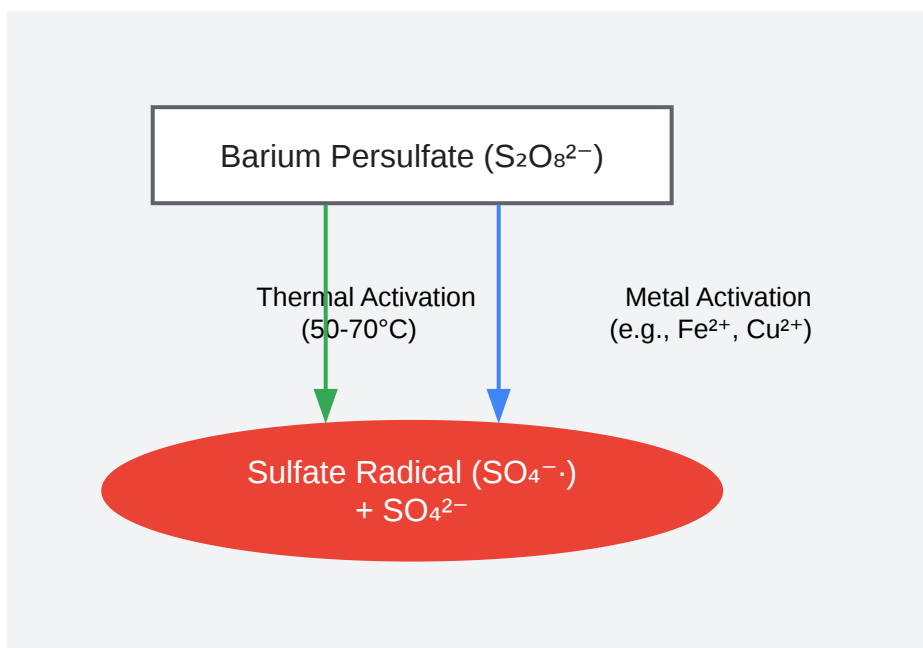 Barium Persulfate (S₂O₈²⁻)
Thermal Activation
(50-70°C)
Metal Activation
(e.g., Fe²⁺, Cu²⁺)
Sulfate Radical (SO₄⁻·)
+ SO₄²⁻